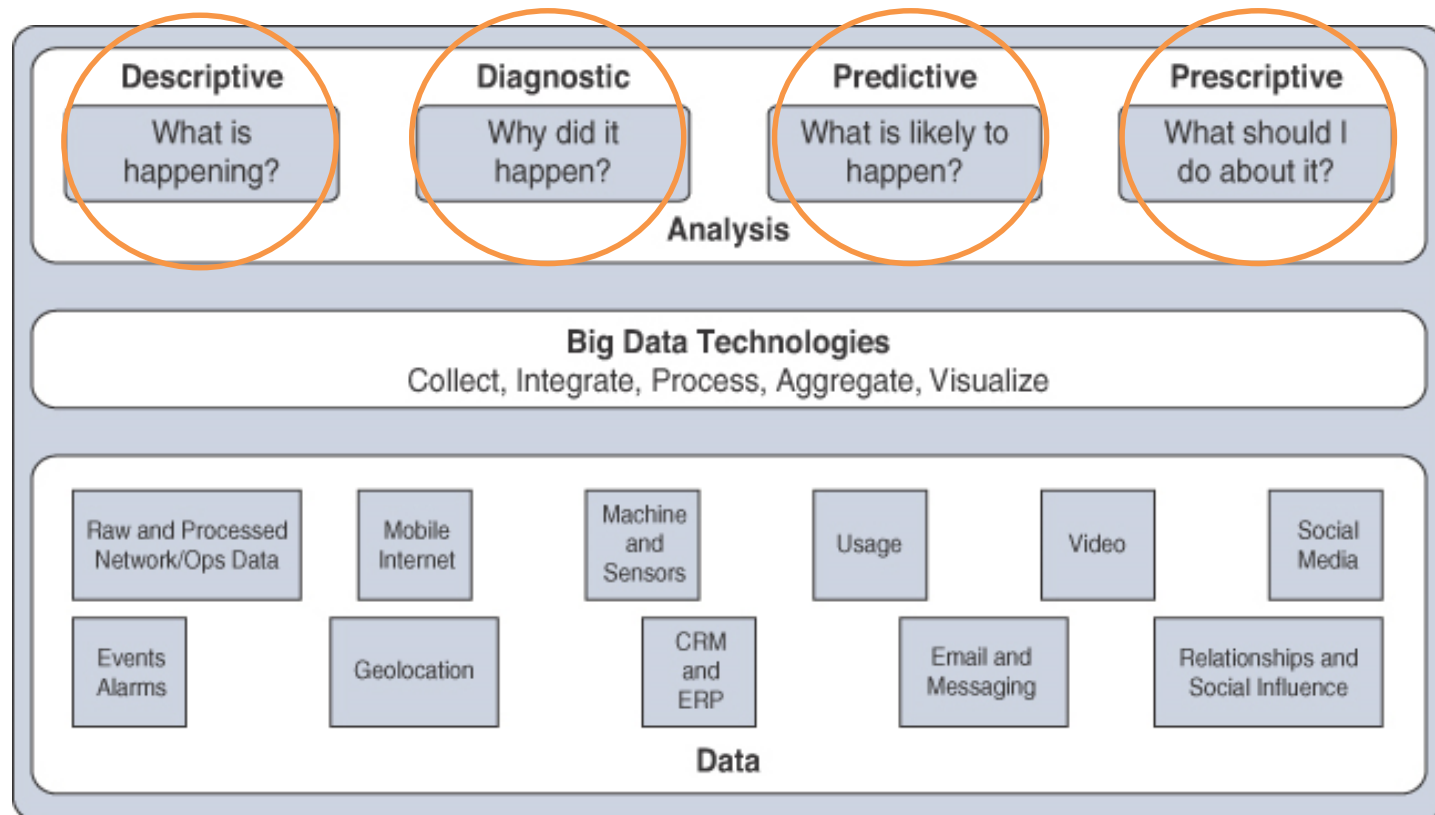 Descriptive
What is
happening?
Diagnostic
Why did it
happen?
Predictive
What is likely to
happen?
Prescriptive
What should I
do about it?
Analysis
Big Data Technologies
Collect, Integrate, Process, Aggregate, Visualize
Raw and Processed
Network/Ops Data
Mobile
Internet
Machine
and
Sensors
Usage
Video
Social
Media
Events
Alarms
Geolocation
CRM
and
ERP
Email and
Messaging
Relationships and
Social Influence
Data